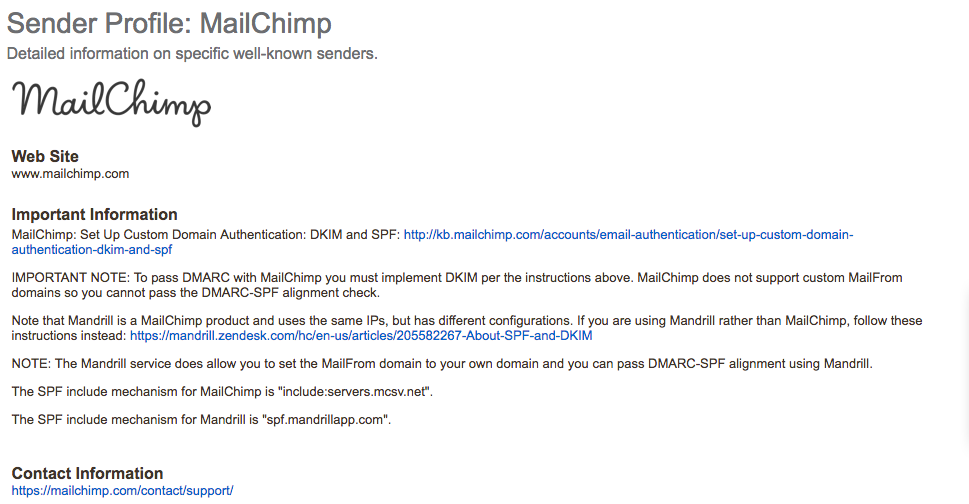 Sender Profile: MailChimp
Detailed information on specific well-known senders.
MailChimp
Web Site
www.mailchimp.com
Important Information
MailChimp: Set Up Custom Domain Authentication: DKIM and SPF: http://kb.mailchimp.com/accounts/email-authentication/set-up-custom-domain-
authentication-dkim-and-spf
IMPORTANT NOTE: To pass DMARC with MailChimp you must implement DKIM per the instructions above. MailChimp does not support custom MailFrom
domains so you cannot pass the DMARC-SPF alignment check.
Note that Mandrill is a MailChimp product and uses the same IPs, but has different configurations. If you are using Mandrill rather than MailChimp, follow these
instructions instead: https://mandrill.zendesk.com/hc/en-us/articles/205582267-About-SPF-and-DKIM
NOTE: The Mandrill service does allow you to set the MailFrom domain to your own domain and you can pass DMARC-SPF alignment using Mandrill.
The SPF include mechanism for MailChimp is "include:servers.mcsv.net".
The SPF include mechanism for Mandrill is "spf.mandrillapp.com".
Contact Information
https://mailchimp.com/contact/support/